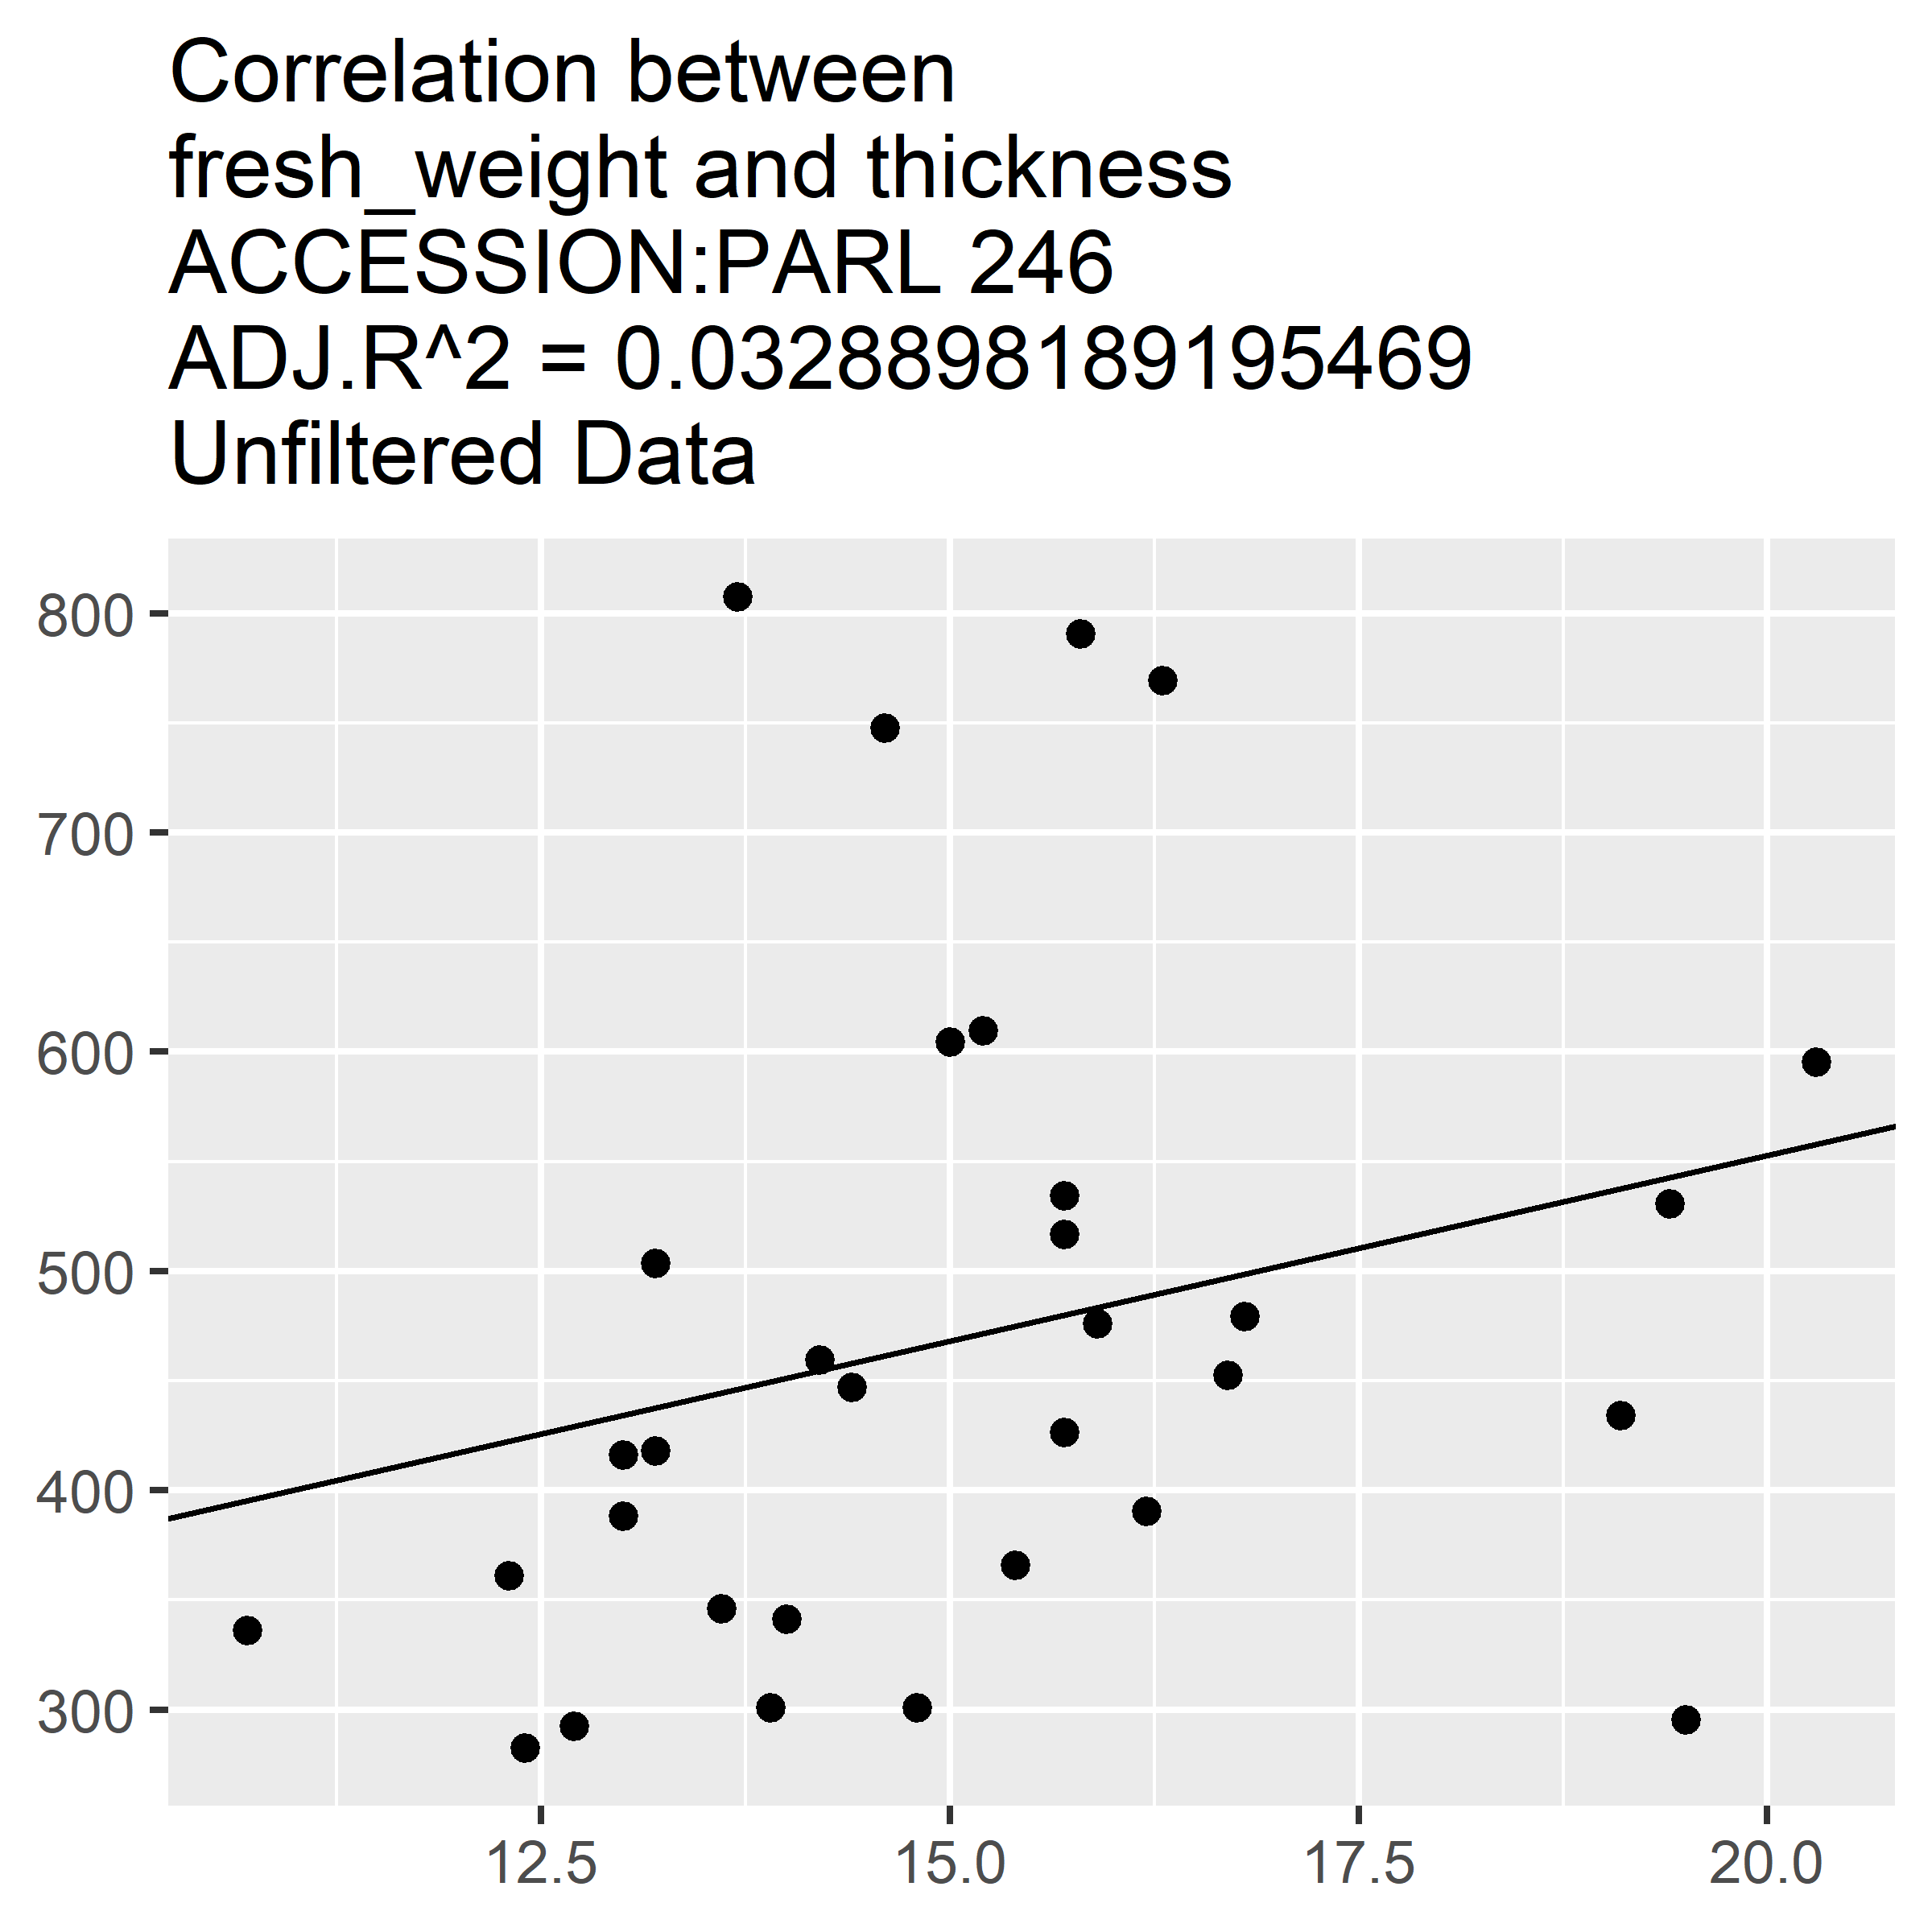 Correlation between
fresh_weight and thickness
ACCESSION:PARL 246
ADJ.R^2 = 0.0328898189195469
Unfiltered Data
800
700
600
500
400
300
12.5 15.0 17.5 20.0